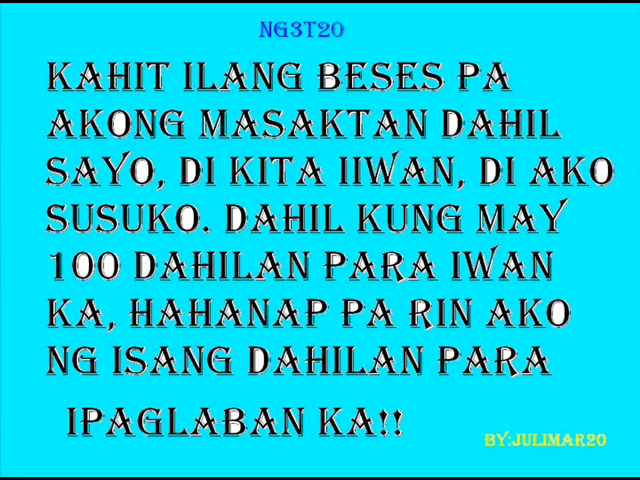 NG3T20
KAHIT ILANG BESES PA
AKONG MASAKTAN DAHIL
SAYO, DI KITA IIWAN, DI AKO
SUSUKO. DAHIL KUNG MAY
100 DAHILAN PARA IWAN
KA, HAHANAP PA RIN AKO
NG ISANG DAHILAN PARA
IPAGLABAN KA!!
BY:JULIMAR20